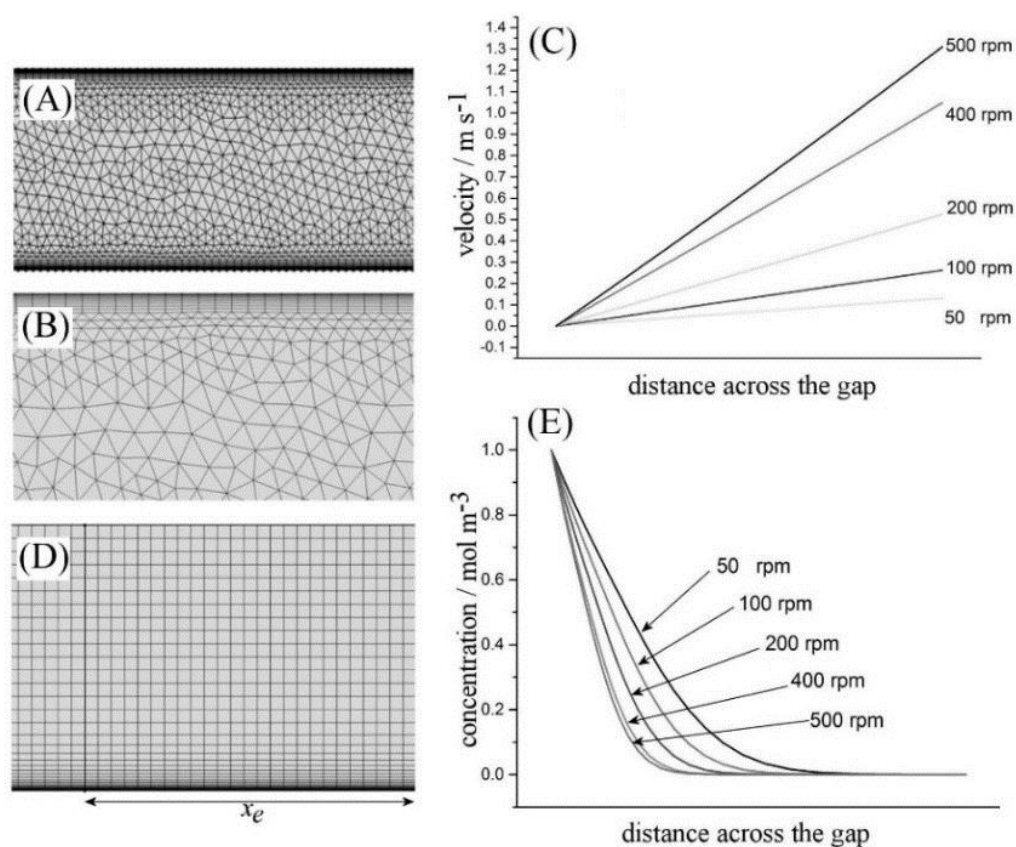 (A)
(B)
(D)
xe
(C)
velocity / m s-1
1.4
1.3
1.2
1.1
1.0
0.9
0.8
0.7
0.6
0.5
0.4
0.3
0.2
0.1
0.0
-0.1
500 rpm
400 rpm
200 rpm
100 rpm
50 rpm
distance across the gap
(E)
concentration / mol m-3
1.0
0.8
0.6
0.4
0.2
0.0
50 rpm
100 rpm
200 rpm
400 rpm
500 rpm
distance across the gap